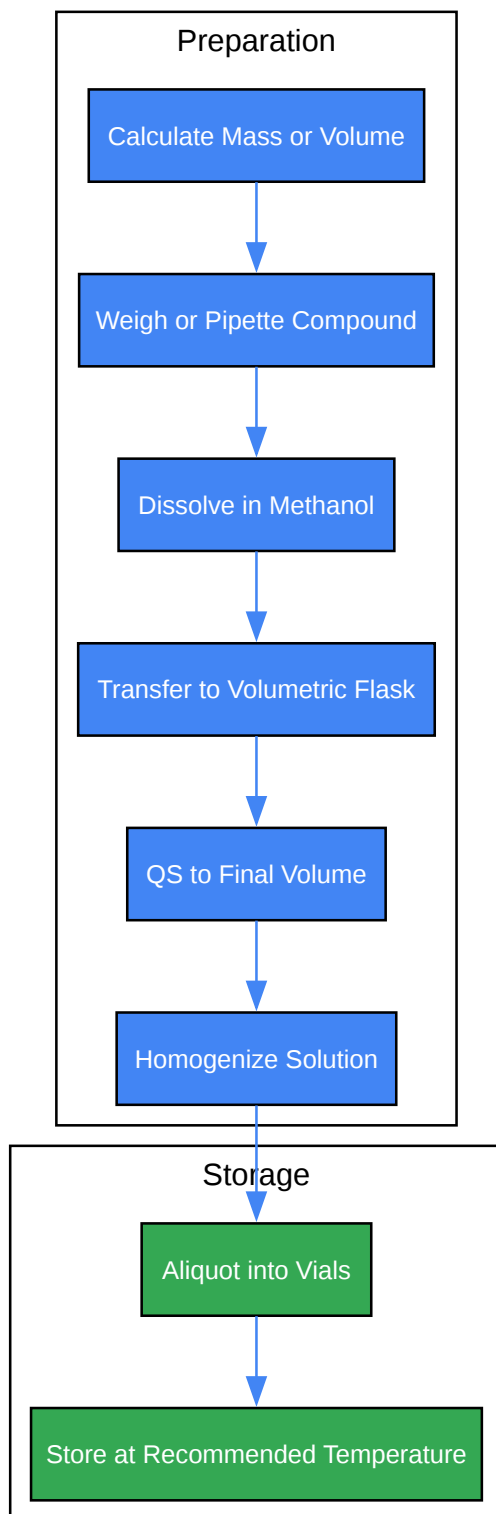 Preparation
Calculate Mass or Volume
Weigh or Pipette Compound
Dissolve in Methanol
Transfer to Volumetric Flask
QS to Final Volume
Homogenize Solution
Storage
Aliquot into Vials
Store at Recommended Temperature